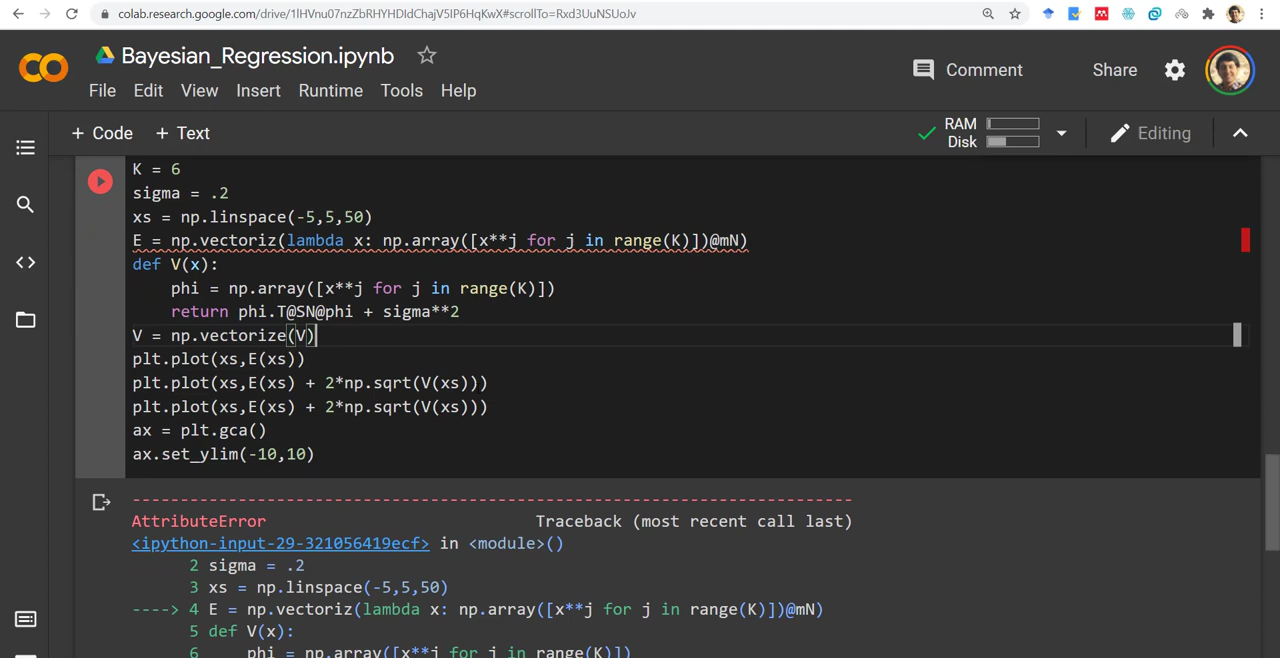 colab.research.google.com/drive/1lHVnu07nzZbRHYHDIdChajV5IP6HqKwX#scrollTo=Rxd3UuNSUoJv
CO
Bayesian_Regression.ipynb
File Edit View Insert Runtime Tools Help
Comment
Share
+ Code + Text
RAM
Disk
Editing
K = 6
sigma = .2
xs = np.linspace(-5,5,50)
E = np.vectoriz(lambda x: np.array([x**j for j in range(K)])@mN)
def V(x):
    phi = np.array([x**j for j in range(K)])
    return phi.T@SN@phi + sigma**2
V = np.vectorize(V)
plt.plot(xs,E(xs))
plt.plot(xs,E(xs) + 2*np.sqrt(V(xs)))
plt.plot(xs,E(xs) + 2*np.sqrt(V(xs)))
ax = plt.gca()
ax.set_ylim(-10,10)
---------------------------------------------------------------------------
AttributeError                            Traceback (most recent call last)
<ipython-input-29-321056419ecf> in <module>()
      2 sigma = .2
      3 xs = np.linspace(-5,5,50)
----> 4 E = np.vectoriz(lambda x: np.array([x**j for j in range(K)])@mN)
      5 def V(x):
      6     phi = np.array([x**j for j in range(K)])